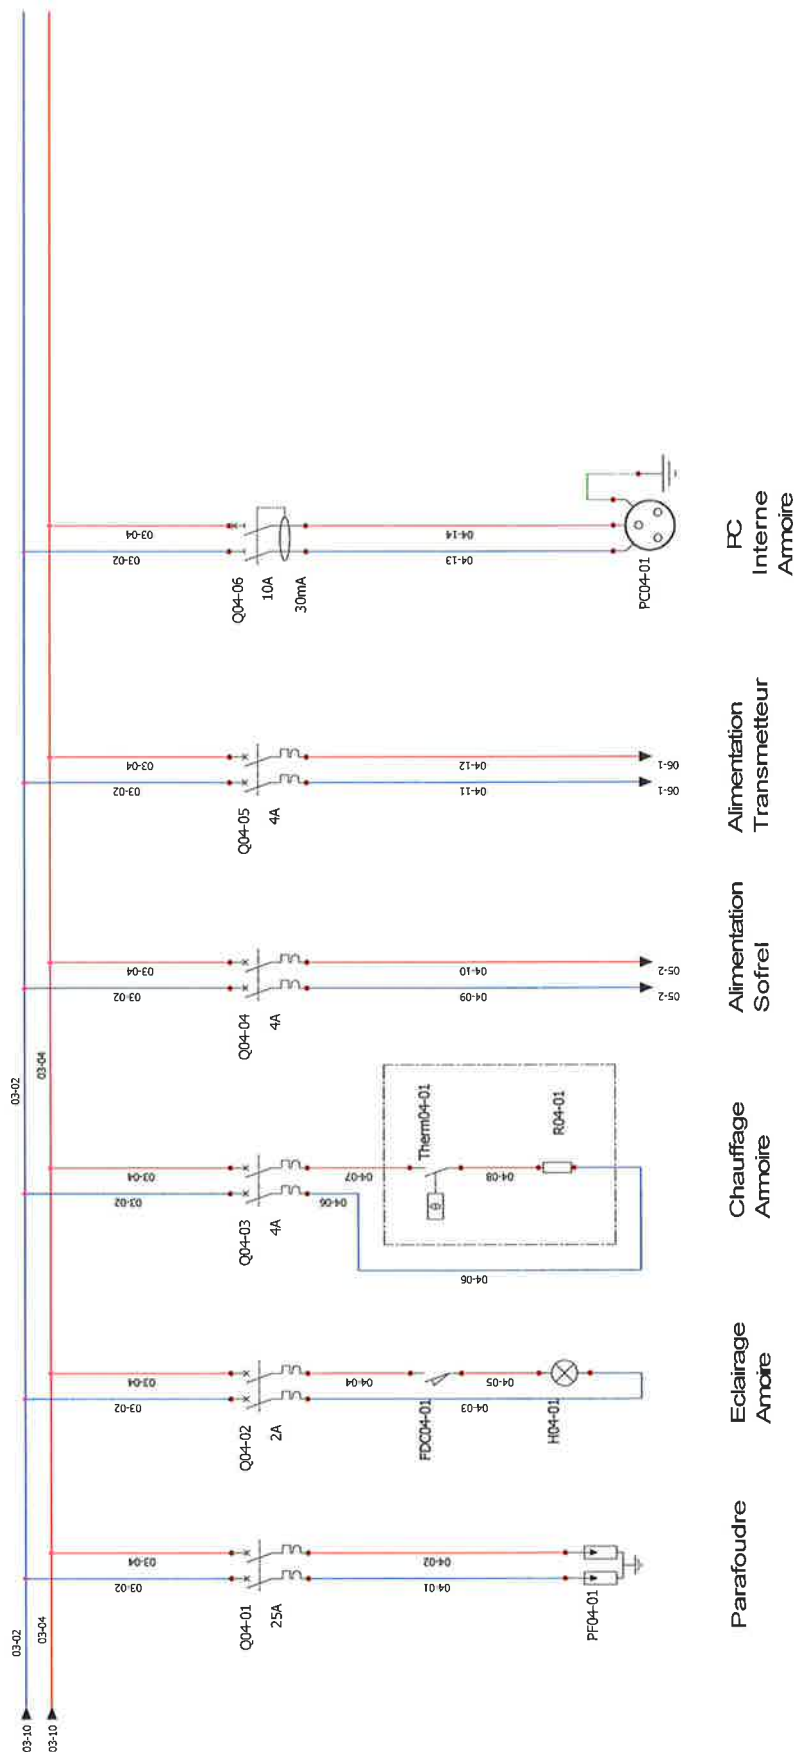 03-10
03-10
03-02
03-04
03-02
03-04
03-02
03-04
Q04-01
25A
04-01
04-02
PF04-01
Parafoudre
03-02
03-04
Q04-02
2A
04-04
FDC04-01
04-03
04-05
H04-01
Eclairage
Amoire
03-02
03-04
Q04-03
4A
04-06
04-07
Therm04-01
θ
04-08
R04-01
04-06
Chauffage
Armoire
03-02
03-04
Q04-04
4A
04-09
04-10
05-2
05-2
Alimentation
Sofrel
03-02
03-04
Q04-05
4A
04-11
04-12
06-1
06-1
Alimentation
Transmetteur
03-02
03-04
Q04-06
10A
30mA
04-13
04-14
PC04-01
PC
Interne
Armoire